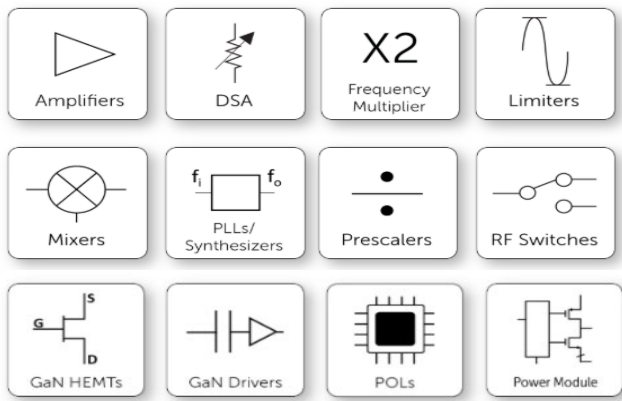 Amplifiers
DSA
X2
Frequency
Multiplier
Limiters
Mixers
fi
fo
PLLs/
Synthesizers
Prescalers
RF Switches
S
G
D
GaN HEMTs
GaN Drivers
POLs
Power Module